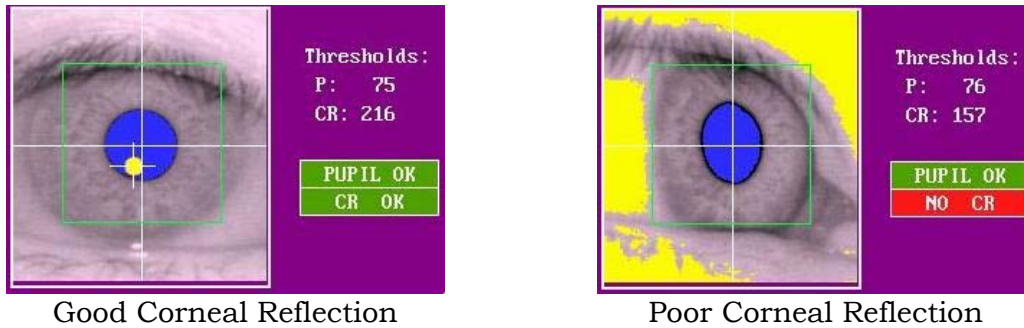 Thresholds:
P: 75
CR: 216
PUPIL OK
CR OK
Good Corneal Reflection
Thresholds:
P: 76
CR: 157
PUPIL OK
NO CR
Poor Corneal Reflection